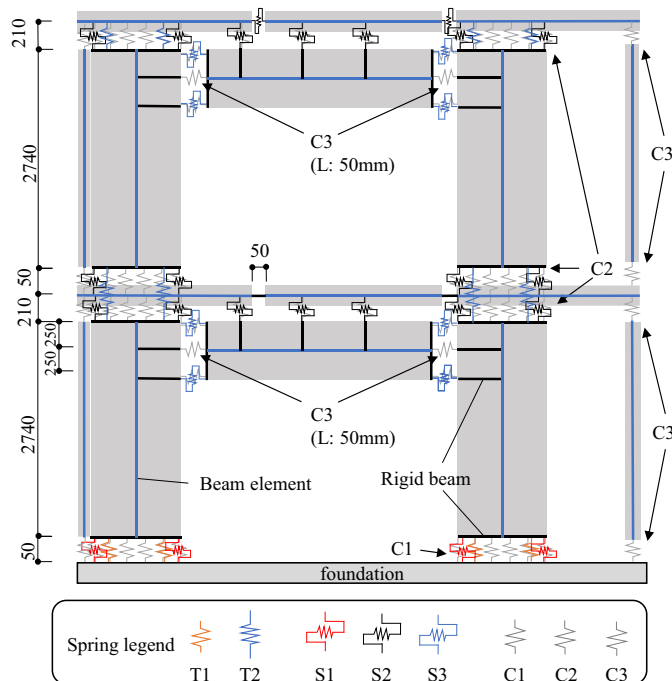 210
2740
50
210
250
250
2740
50
50
C3
(L: 50mm)
C3
C2
C3
(L: 50mm)
C3
Beam element
Rigid beam
C1
foundation
Spring legend
T1 T2 S1 S2 S3 C1 C2 C3